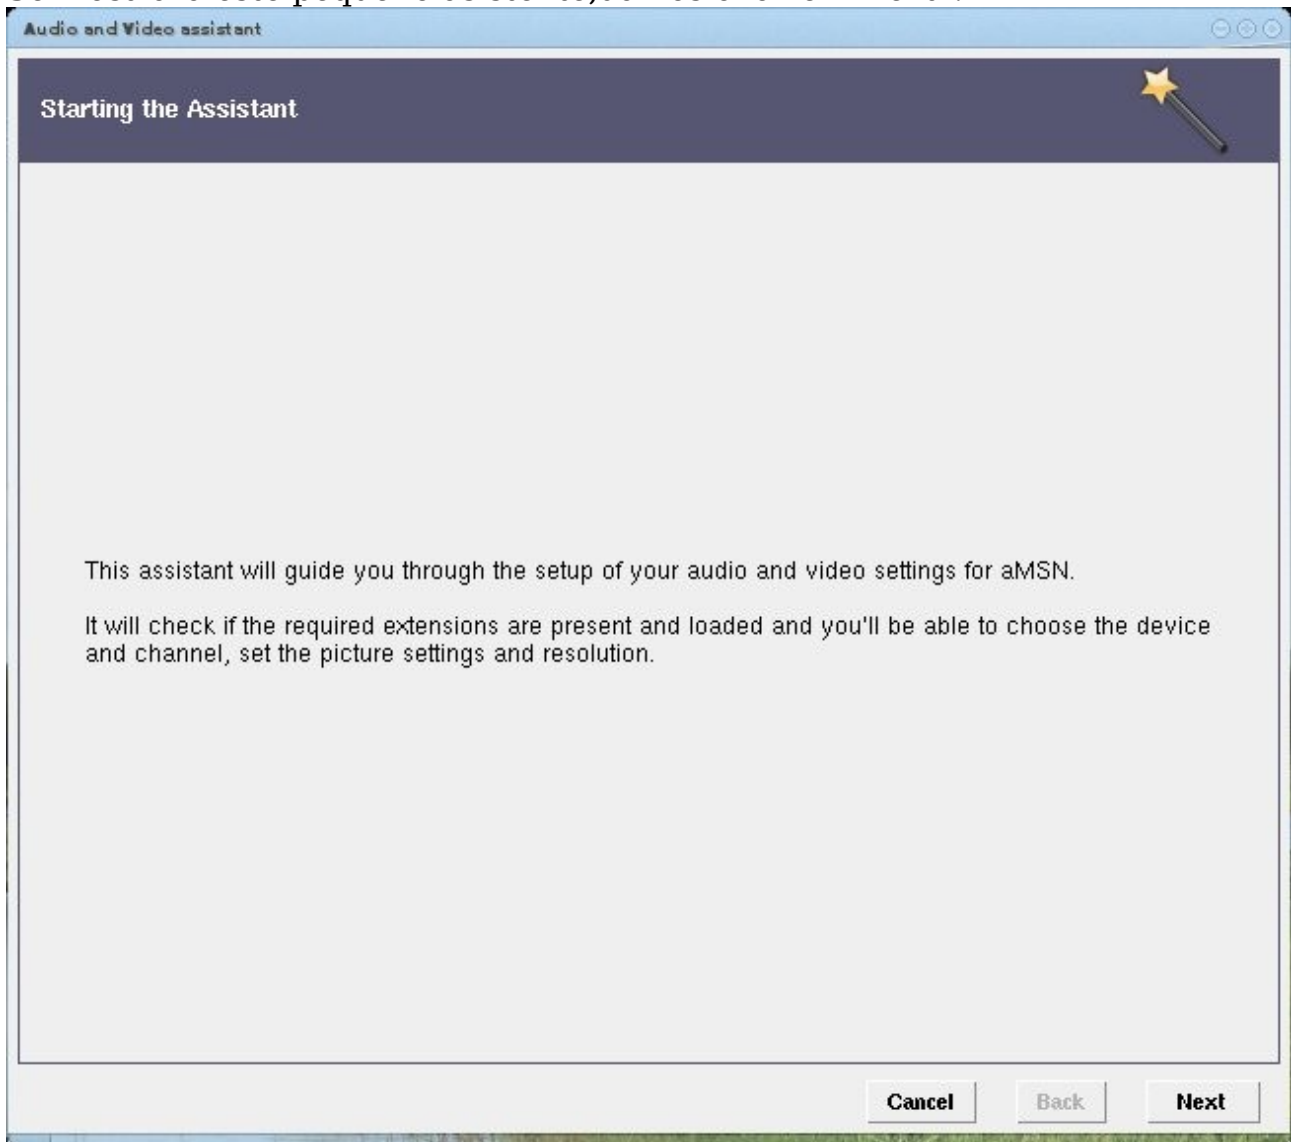 Audio and Video assistant
Starting the Assistant
This assistant will guide you through the setup of your audio and video settings for aMSN.
It will check if the required extensions are present and loaded and you'll be able to choose the device
and channel, set the picture settings and resolution.
Cancel Back Next